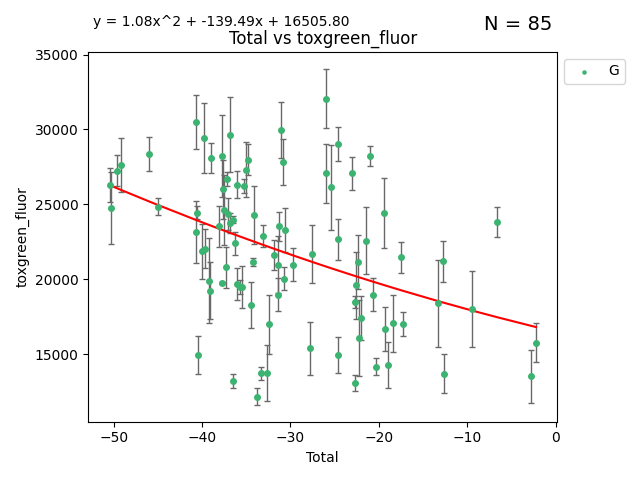 y = 1.08x^2 + -139.49x + 16505.80
N = 85
Total vs toxgreen_fluor
G
toxgreen_fluor
35000
30000
25000
20000
15000
−50
−40
−30
−20
−10
0
Total